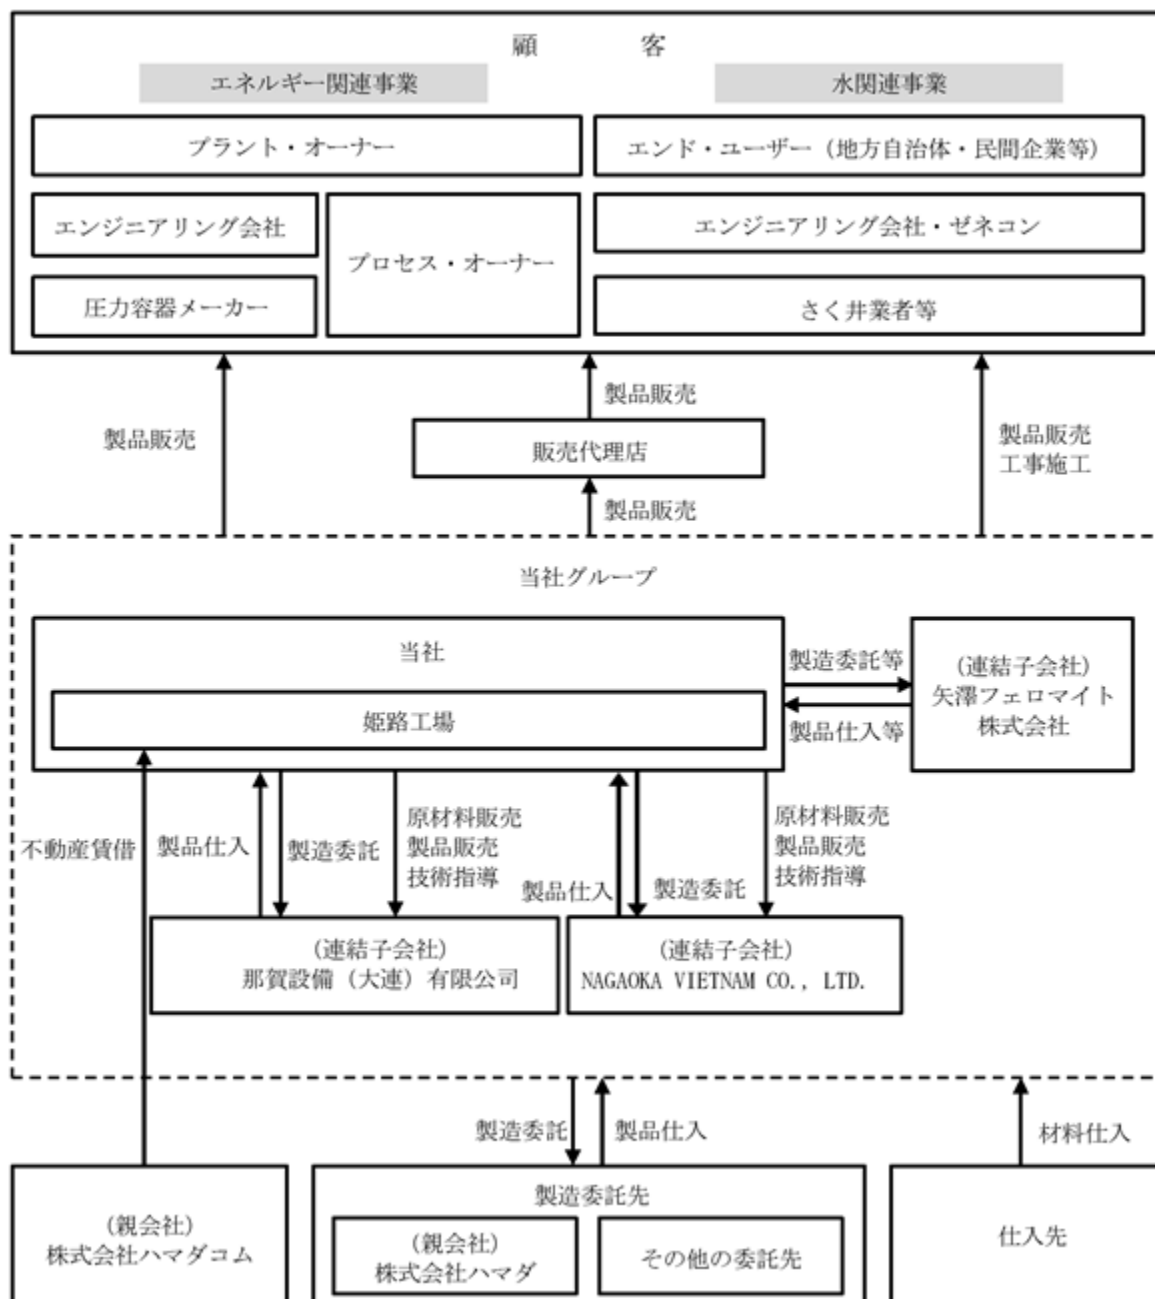 顧　客
エネルギー関連事業
水関連事業
プラント・オーナー
エンド・ユーザー（地方自治体・民間企業等）
エンジニアリング会社
プロセス・オーナー
エンジニアリング会社・ゼネコン
圧力容器メーカー
さく井業者等
製品販売
製品販売
製品販売
工事施工
販売代理店
製品販売
当社グループ
当社
姫路工場
製造委託等
製品仕入等
（連結子会社）
矢澤フェロマイト
株式会社
不動産賃借
製品仕入
製造委託
原材料販売
製品販売
技術指導
製品仕入
製造委託
原材料販売
製品販売
技術指導
（連結子会社）
那賀設備（大連）有限公司
（連結子会社）
NAGAOKA VIETNAM CO., LTD.
製造委託
製品仕入
材料仕入
（親会社）
株式会社ハマダコム
製造委託先
（親会社）
株式会社ハマダ
その他の委託先
仕入先